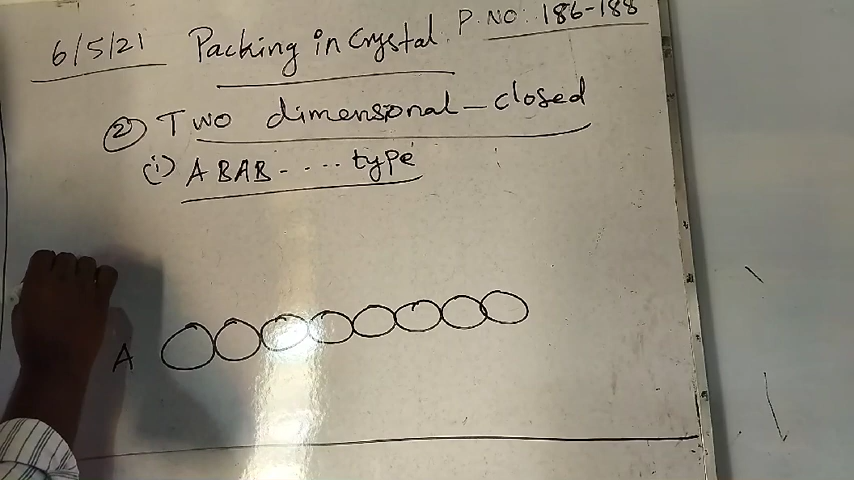 6/5/21 Packing in Crystal. P.NO: 186-188
② Two dimensional - closed
(i) ABAB - . . . . type
A